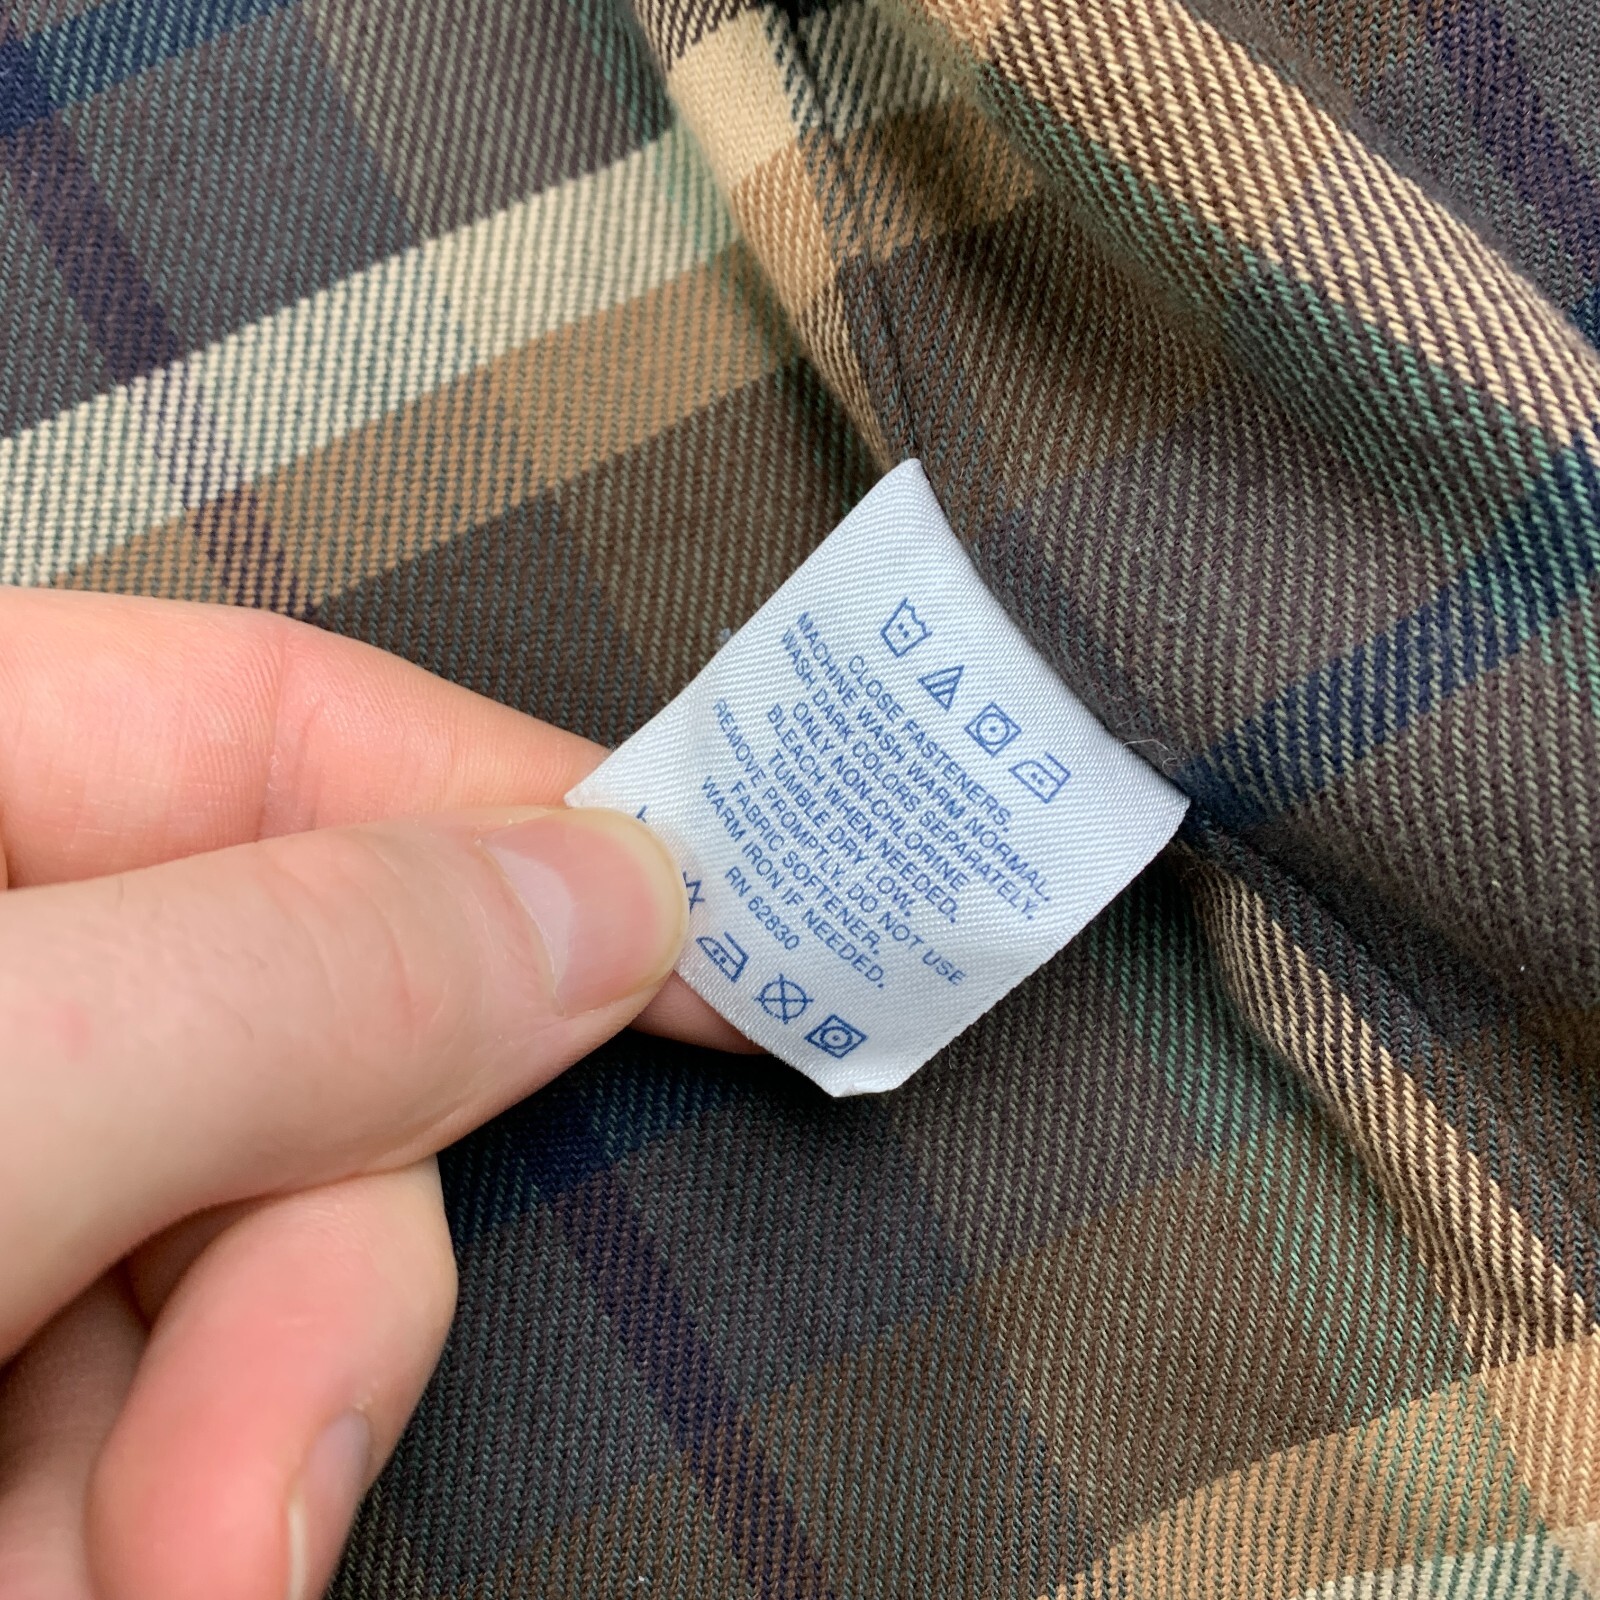 CLOSE FASTENERS.
MACHINE WASH WARM NORMAL.
WASH DARK COLORS SEPARATELY.
ONLY NON-CHLORINE
BLEACH WHEN NEEDED.
TUMBLE DRY LOW.
REMOVE PROMPTLY. DO NOT USE
FABRIC SOFTENER.
WARM IRON IF NEEDED.
RN 62830